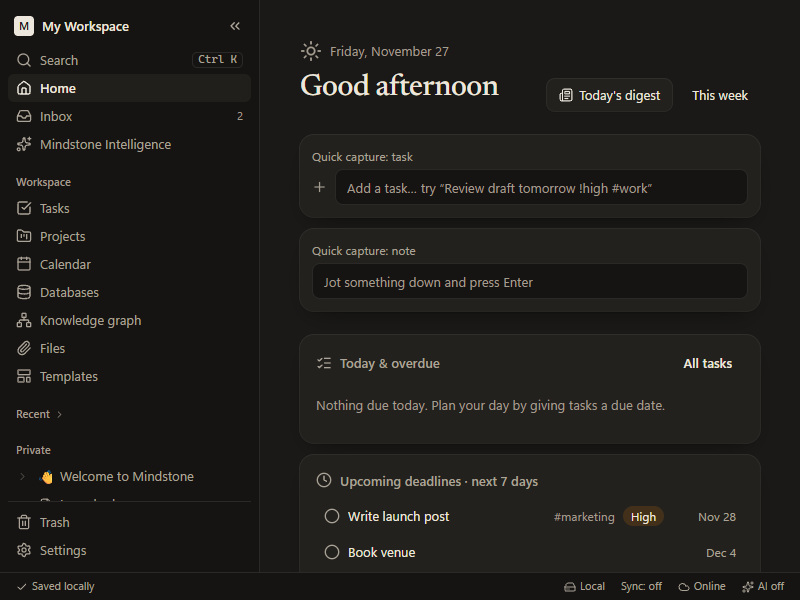 M My Workspace
Search Ctrl K
Home
Inbox 2
Mindstone Intelligence
Workspace
Tasks
Projects
Calendar
Databases
Knowledge graph
Files
Templates
Recent
Private
👋 Welcome to Mindstone
Trash
Settings
Friday, November 27
Good afternoon
Today's digest
This week
Quick capture: task
Add a task... try “Review draft tomorrow !high #work”
Quick capture: note
Jot something down and press Enter
Today & overdue
All tasks
Nothing due today. Plan your day by giving tasks a due date.
Upcoming deadlines · next 7 days
Write launch post #marketing High Nov 28
Book venue Dec 4
Saved locally
Local Sync: off Online AI off